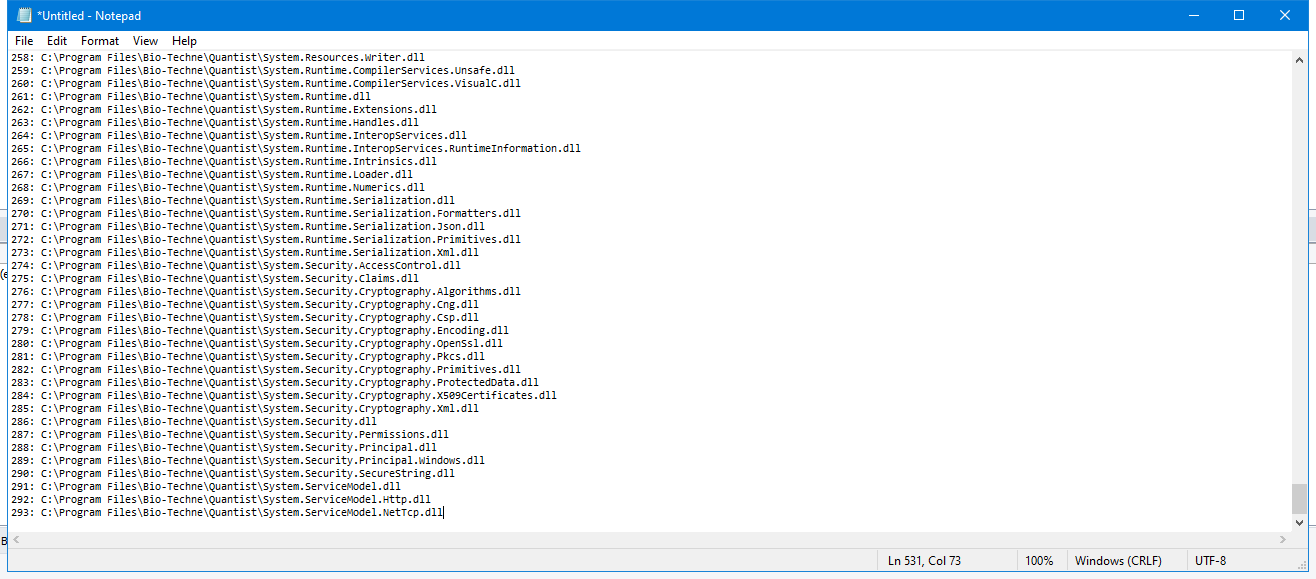 *Untitled - Notepad
File Edit Format View Help
258: C:\Program Files\Bio-Techne\Quantist\System.Resources.Writer.dll
259: C:\Program Files\Bio-Techne\Quantist\System.Runtime.CompilerServices.Unsafe.dll
260: C:\Program Files\Bio-Techne\Quantist\System.Runtime.CompilerServices.VisualC.dll
261: C:\Program Files\Bio-Techne\Quantist\System.Runtime.dll
262: C:\Program Files\Bio-Techne\Quantist\System.Runtime.Extensions.dll
263: C:\Program Files\Bio-Techne\Quantist\System.Runtime.Handles.dll
264: C:\Program Files\Bio-Techne\Quantist\System.Runtime.InteropServices.dll
265: C:\Program Files\Bio-Techne\Quantist\System.Runtime.InteropServices.RuntimeInformation.dll
266: C:\Program Files\Bio-Techne\Quantist\System.Runtime.Intrinsics.dll
267: C:\Program Files\Bio-Techne\Quantist\System.Runtime.Loader.dll
268: C:\Program Files\Bio-Techne\Quantist\System.Runtime.Numerics.dll
269: C:\Program Files\Bio-Techne\Quantist\System.Runtime.Serialization.dll
270: C:\Program Files\Bio-Techne\Quantist\System.Runtime.Serialization.Formatters.dll
271: C:\Program Files\Bio-Techne\Quantist\System.Runtime.Serialization.Json.dll
272: C:\Program Files\Bio-Techne\Quantist\System.Runtime.Serialization.Primitives.dll
273: C:\Program Files\Bio-Techne\Quantist\System.Runtime.Serialization.Xml.dll
274: C:\Program Files\Bio-Techne\Quantist\System.Security.AccessControl.dll
275: C:\Program Files\Bio-Techne\Quantist\System.Security.Claims.dll
276: C:\Program Files\Bio-Techne\Quantist\System.Security.Cryptography.Algorithms.dll
277: C:\Program Files\Bio-Techne\Quantist\System.Security.Cryptography.Cng.dll
278: C:\Program Files\Bio-Techne\Quantist\System.Security.Cryptography.Csp.dll
279: C:\Program Files\Bio-Techne\Quantist\System.Security.Cryptography.Encoding.dll
280: C:\Program Files\Bio-Techne\Quantist\System.Security.Cryptography.OpenSsl.dll
281: C:\Program Files\Bio-Techne\Quantist\System.Security.Cryptography.Pkcs.dll
282: C:\Program Files\Bio-Techne\Quantist\System.Security.Cryptography.Primitives.dll
283: C:\Program Files\Bio-Techne\Quantist\System.Security.Cryptography.ProtectedData.dll
284: C:\Program Files\Bio-Techne\Quantist\System.Security.Cryptography.X509Certificates.dll
285: C:\Program Files\Bio-Techne\Quantist\System.Security.Cryptography.Xml.dll
286: C:\Program Files\Bio-Techne\Quantist\System.Security.dll
287: C:\Program Files\Bio-Techne\Quantist\System.Security.Permissions.dll
288: C:\Program Files\Bio-Techne\Quantist\System.Security.Principal.dll
289: C:\Program Files\Bio-Techne\Quantist\System.Security.Principal.Windows.dll
290: C:\Program Files\Bio-Techne\Quantist\System.Security.SecureString.dll
291: C:\Program Files\Bio-Techne\Quantist\System.ServiceModel.dll
292: C:\Program Files\Bio-Techne\Quantist\System.ServiceModel.Http.dll
293: C:\Program Files\Bio-Techne\Quantist\System.ServiceModel.NetTcp.dll
Ln 531, Col 73 100% Windows (CRLF) UTF-8